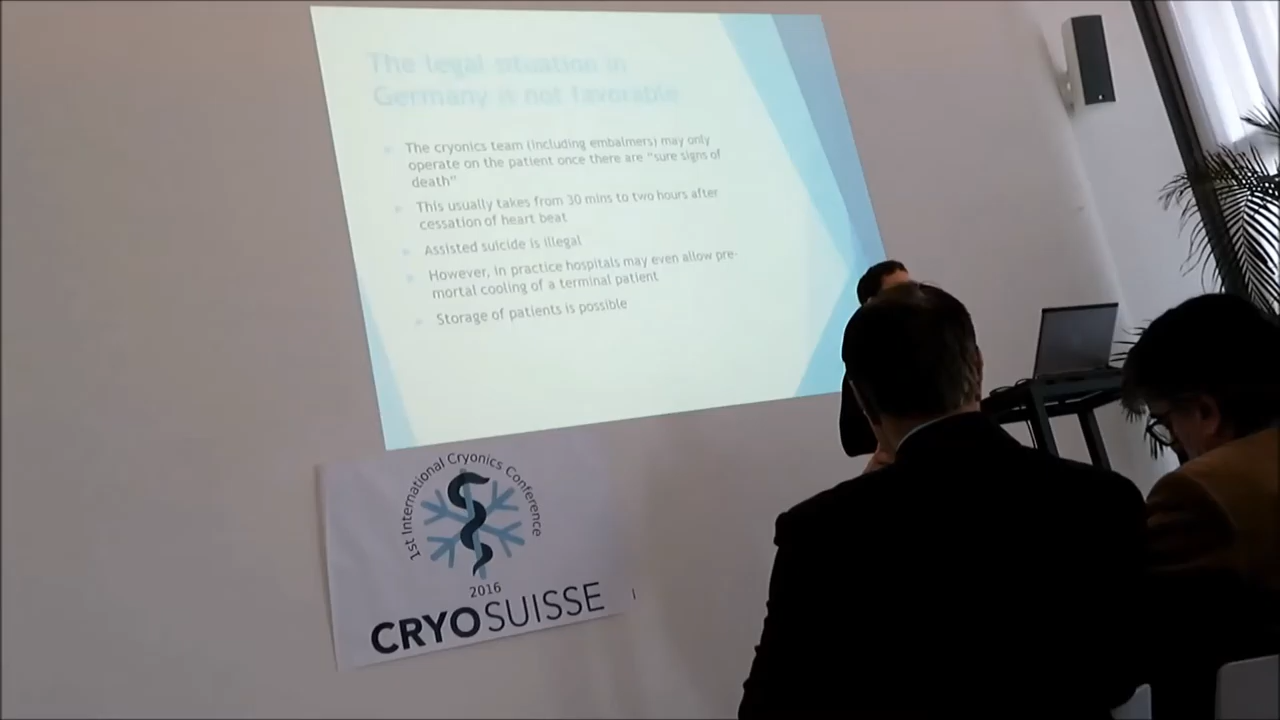 The legal situation in
Germany is not favorable
The cryonics team (including embalmers) may only
operate on the patient once there are "sure signs of
death"
This usually takes from 30 mins to two hours after
cessation of heart beat
Assisted suicide is illegal
However, in practice hospitals may even allow pre-
mortal cooling of a terminal patient
Storage of patients is possible
1st International Cryonics Conference
2016
CRYOSUISSE